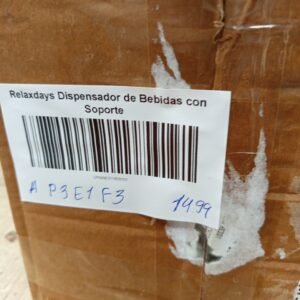 Relaxdays Dispensador de Bebidas con
Soporte
A P3 E1 F3 14.99